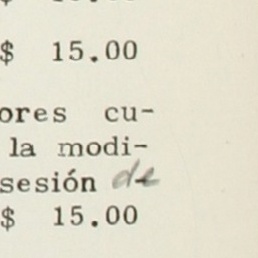 $ 15.00
ores cu-
la modi-
sesión de
$ 15.00